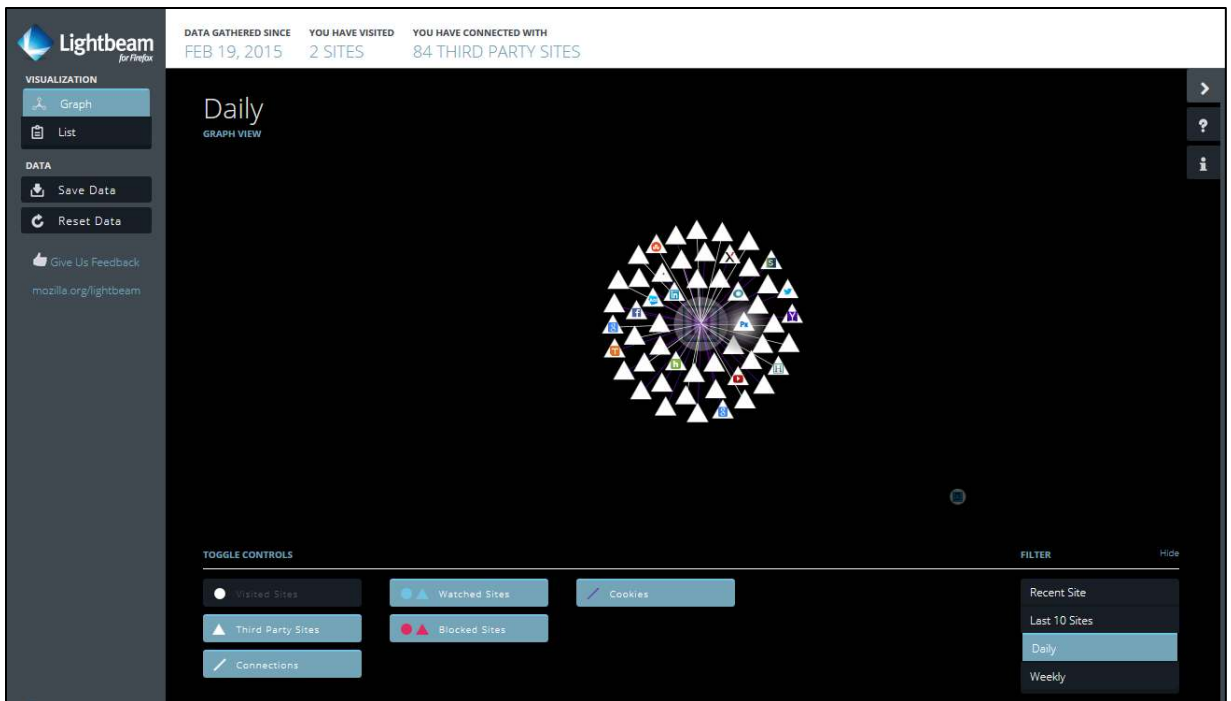 Lightbeam
for Firefox
DATA GATHERED SINCE YOU HAVE VISITED YOU HAVE CONNECTED WITH
FEB 19, 2015 2 SITES 84 THIRD PARTY SITES
VISUALIZATION
Graph
List
DATA
Save Data
Reset Data
Give Us Feedback
mozilla.org/lightbeam
Daily
GRAPH VIEW
TOGGLE CONTROLS
Visited Sites Watched Sites Cookies
Third Party Sites Blocked Sites
Connections
FILTER Hide
Recent Site
Last 10 Sites
Daily
Weekly